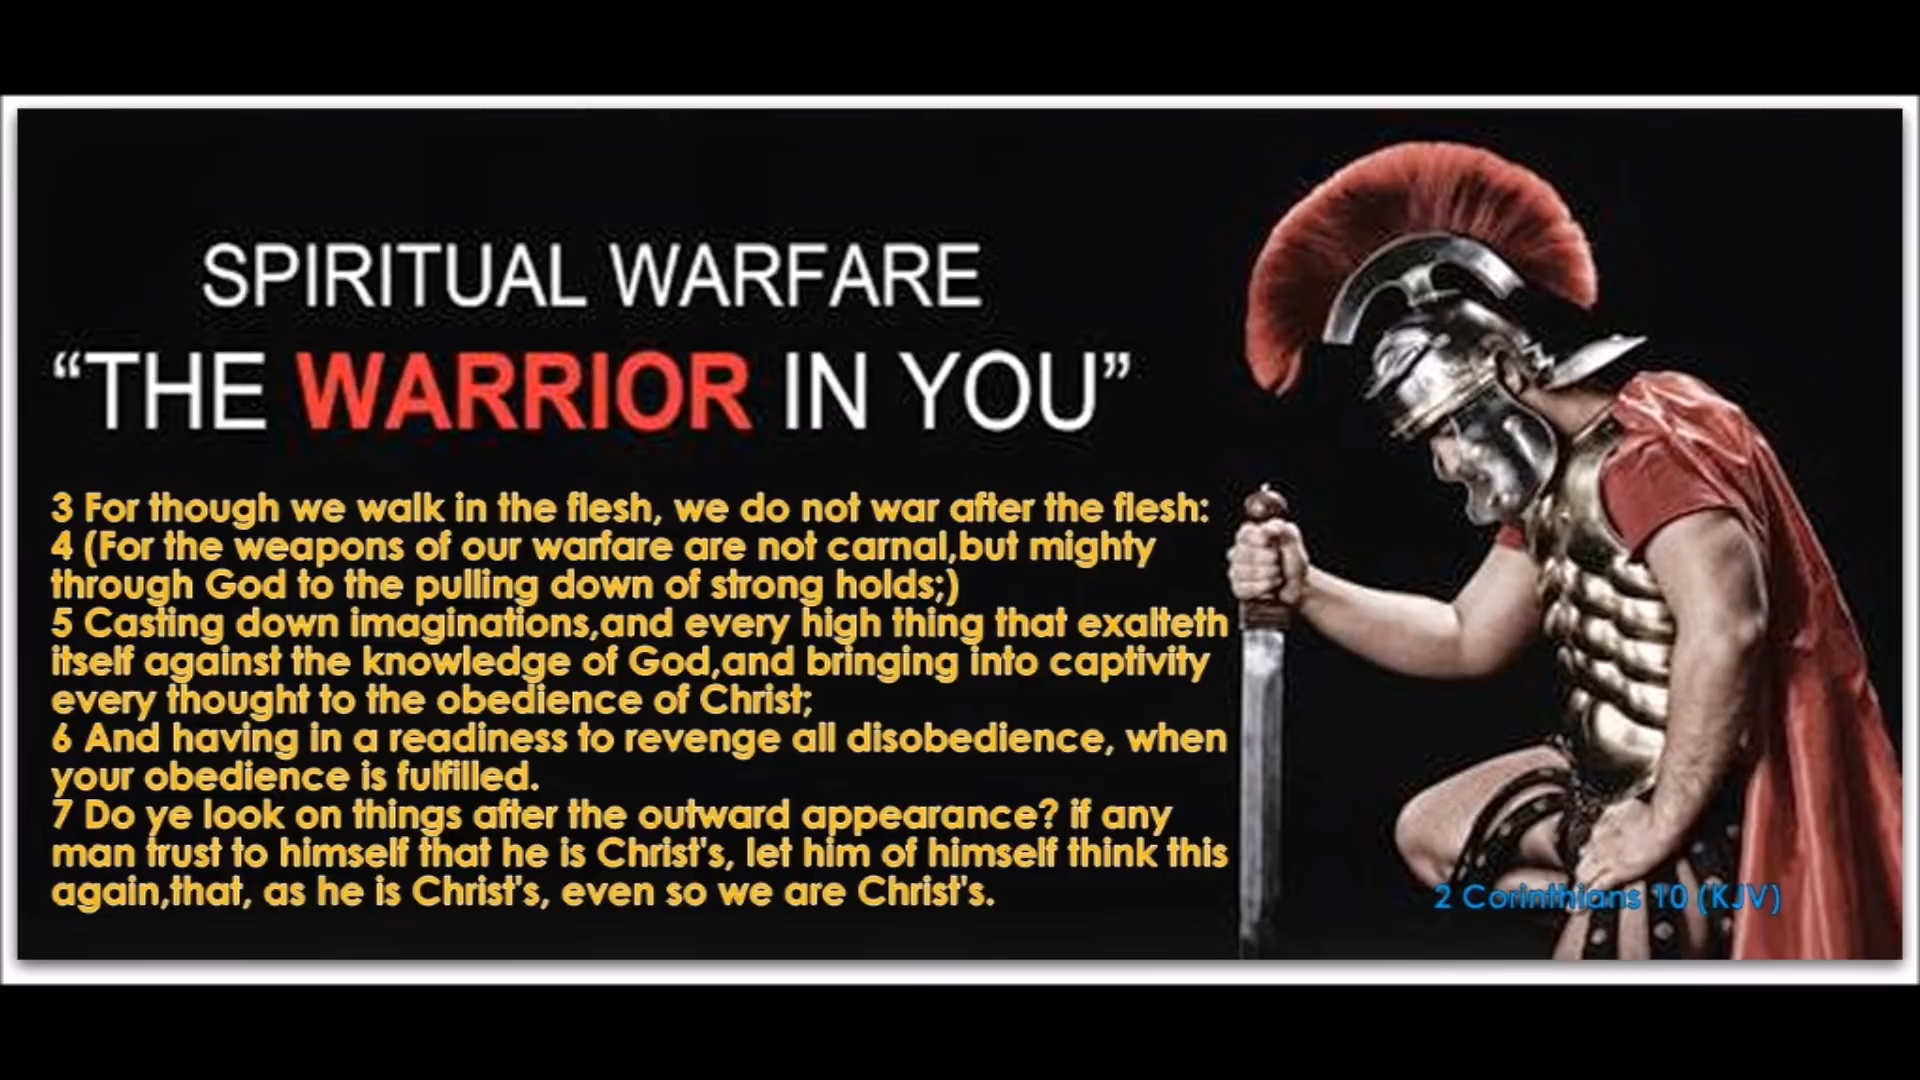 SPIRITUAL WARFARE
“THE WARRIOR IN YOU”
3 For though we walk in the flesh, we do not war after the flesh:
4 (For the weapons of our warfare are not carnal,but mighty
through God to the pulling down of strong holds;)
5 Casting down imaginations,and every high thing that exalteth
itself against the knowledge of God,and bringing into captivity
every thought to the obedience of Christ;
6 And having in a readiness to revenge all disobedience, when
your obedience is fulfilled.
7 Do ye look on things after the outward appearance? if any
man trust to himself that he is Christ's, let him of himself think this
again,that, as he is Christ's, even so we are Christ's.
2 Corinthians 10 (KJV)